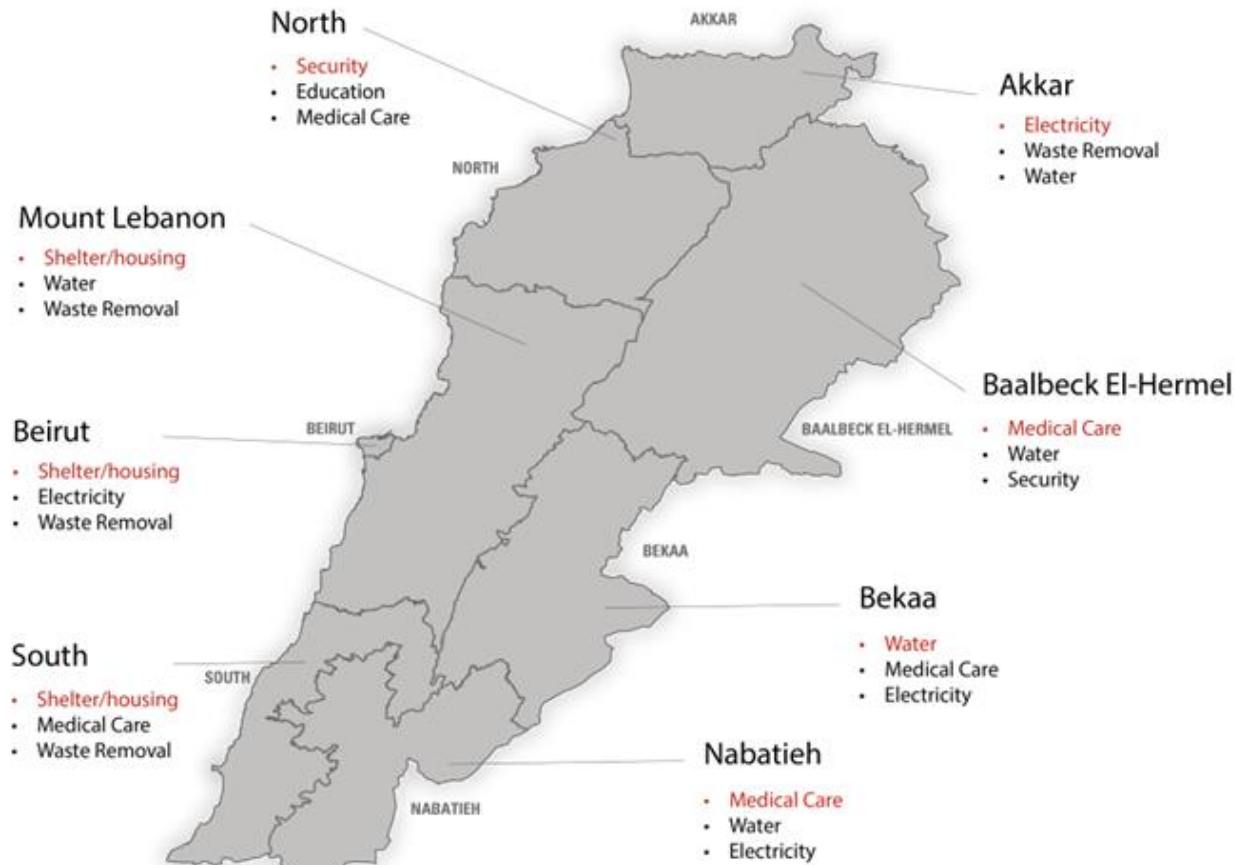 AKKAR
North
• Security
• Education
• Medical Care
Akkar
• Electricity
• Waste Removal
• Water
NORTH
Mount Lebanon
• Shelter/housing
• Water
• Waste Removal
Baalbeck El-Hermel
• Medical Care
• Water
• Security
BAALBECK EL-HERMEL
Beirut
• Shelter/housing
• Electricity
• Waste Removal
BEIRUT
BEKAA
Bekaa
• Water
• Medical Care
• Electricity
South
• Shelter/housing
• Medical Care
• Waste Removal
SOUTH
Nabatieh
• Medical Care
• Water
• Electricity
NABATIEH